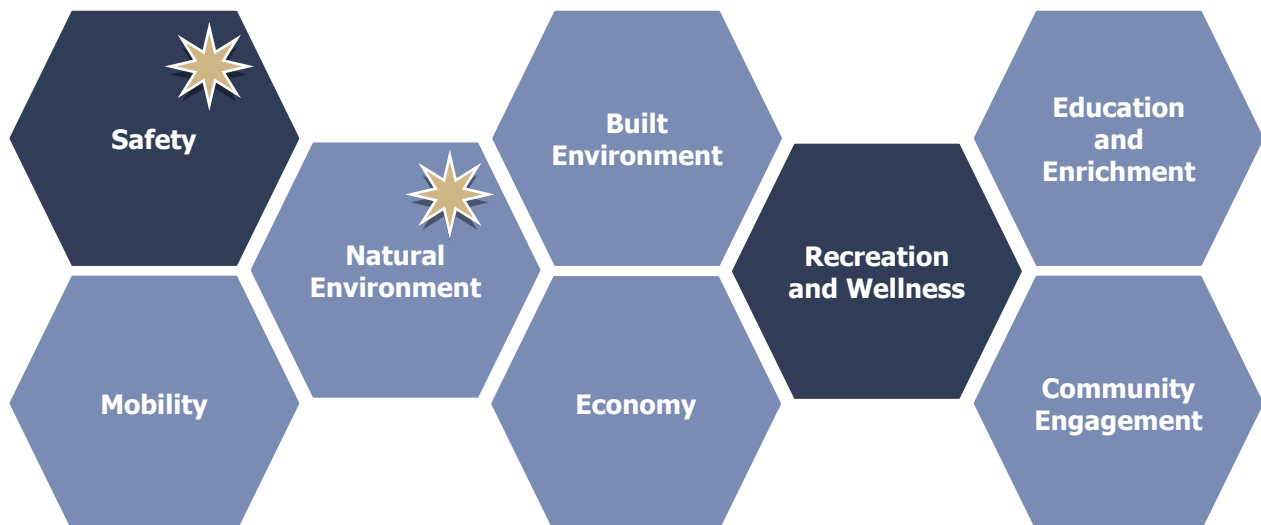 Safety
Mobility
Natural
Environment
Built
Environment
Economy
Recreation
and Wellness
Education
and
Enrichment
Community
Engagement